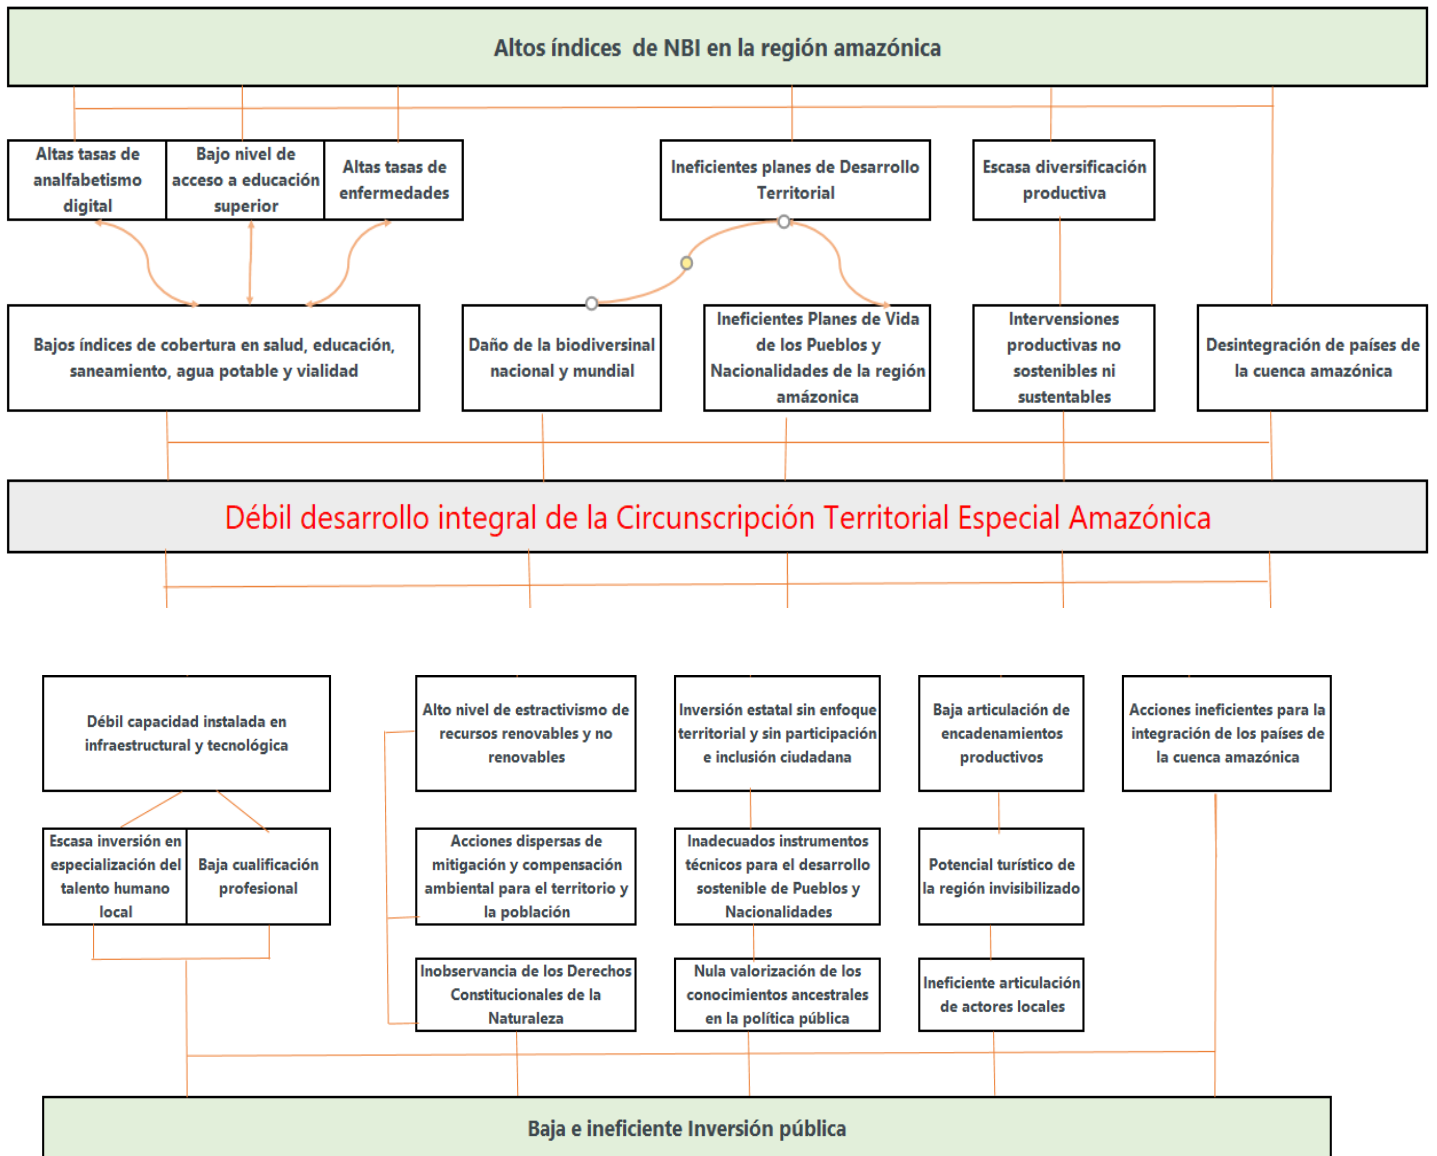 Altos índices de NBI en la región amazónica
Altas tasas de
analfabetismo
digital
Bajo nivel de
acceso a educación
superior
Altas tasas de
enfermedades
Ineficientes planes de Desarrollo
Territorial
Escasa diversificación
productiva
Bajos índices de cobertura en salud, educación,
saneamiento, agua potable y vialidad
Daño de la biodiversinal
nacional y mundial
Ineficientes Planes de Vida
de los Pueblos y
Nacionalidades de la región
amázonica
Intervensiones
productivas no
sostenibles ni
sustentables
Desintegración de países de
la cuenca amazónica
Débil desarrollo integral de la Circunscripción Territorial Especial Amazónica
Débil capacidad instalada en
infraestructural y tecnológica
Alto nivel de estractivismo de
recursos renovables y no
renovables
Inversión estatal sin enfoque
territorial y sin participación
e inclusión ciudadana
Baja articulación de
encadenamientos
productivos
Acciones ineficientes para la
integración de los países de
la cuenca amazónica
Escasa inversión en
especialización del
talento humano
local
Baja cualificación
profesional
Acciones dispersas de
mitigación y compensación
ambiental para el territorio y
la población
Inadecuados instrumentos
técnicos para el desarrollo
sostenible de Pueblos y
Nacionalidades
Potencial turístico de
la región invisibilizado
Inobservancia de los Derechos
Constitucionales de la
Naturaleza
Nula valorización de los
conocimientos ancestrales
en la política pública
Ineficiente articulación
de actores locales
Baja e ineficiente Inversión pública